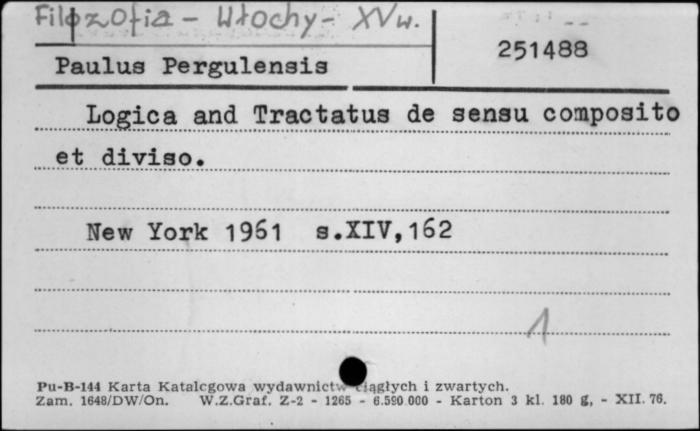 Filozofia - Włochy - XV w.
251488
Paulus Pergulensis
Logica and Tractatus de sensu composito
et diviso.
New York 1961 s.XIV,162
1
Pu-B-144 Karta Katalcgowa wydawnictw ciągłych i zwartych.
Zam. 1648/DW/On. W.Z.Graf. Z-2 - 1265 - 6.590 000 - Karton 3 kl. 180 g, - XII. 76.